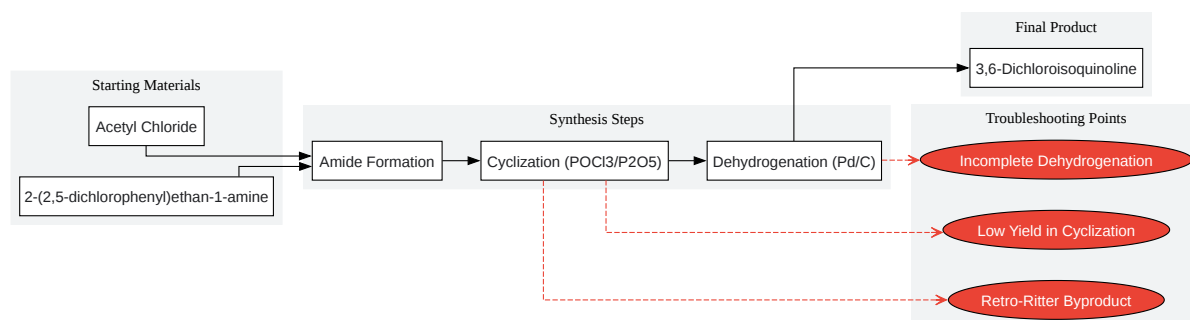 Starting Materials
Acetyl Chloride
2-(2,5-dichlorophenyl)ethan-1-amine
Synthesis Steps
Amide Formation
Cyclization (POCl3/P2O5)
Dehydrogenation (Pd/C)
Final Product
3,6-Dichloroisoquinoline
Troubleshooting Points
Incomplete Dehydrogenation
Low Yield in Cyclization
Retro-Ritter Byproduct